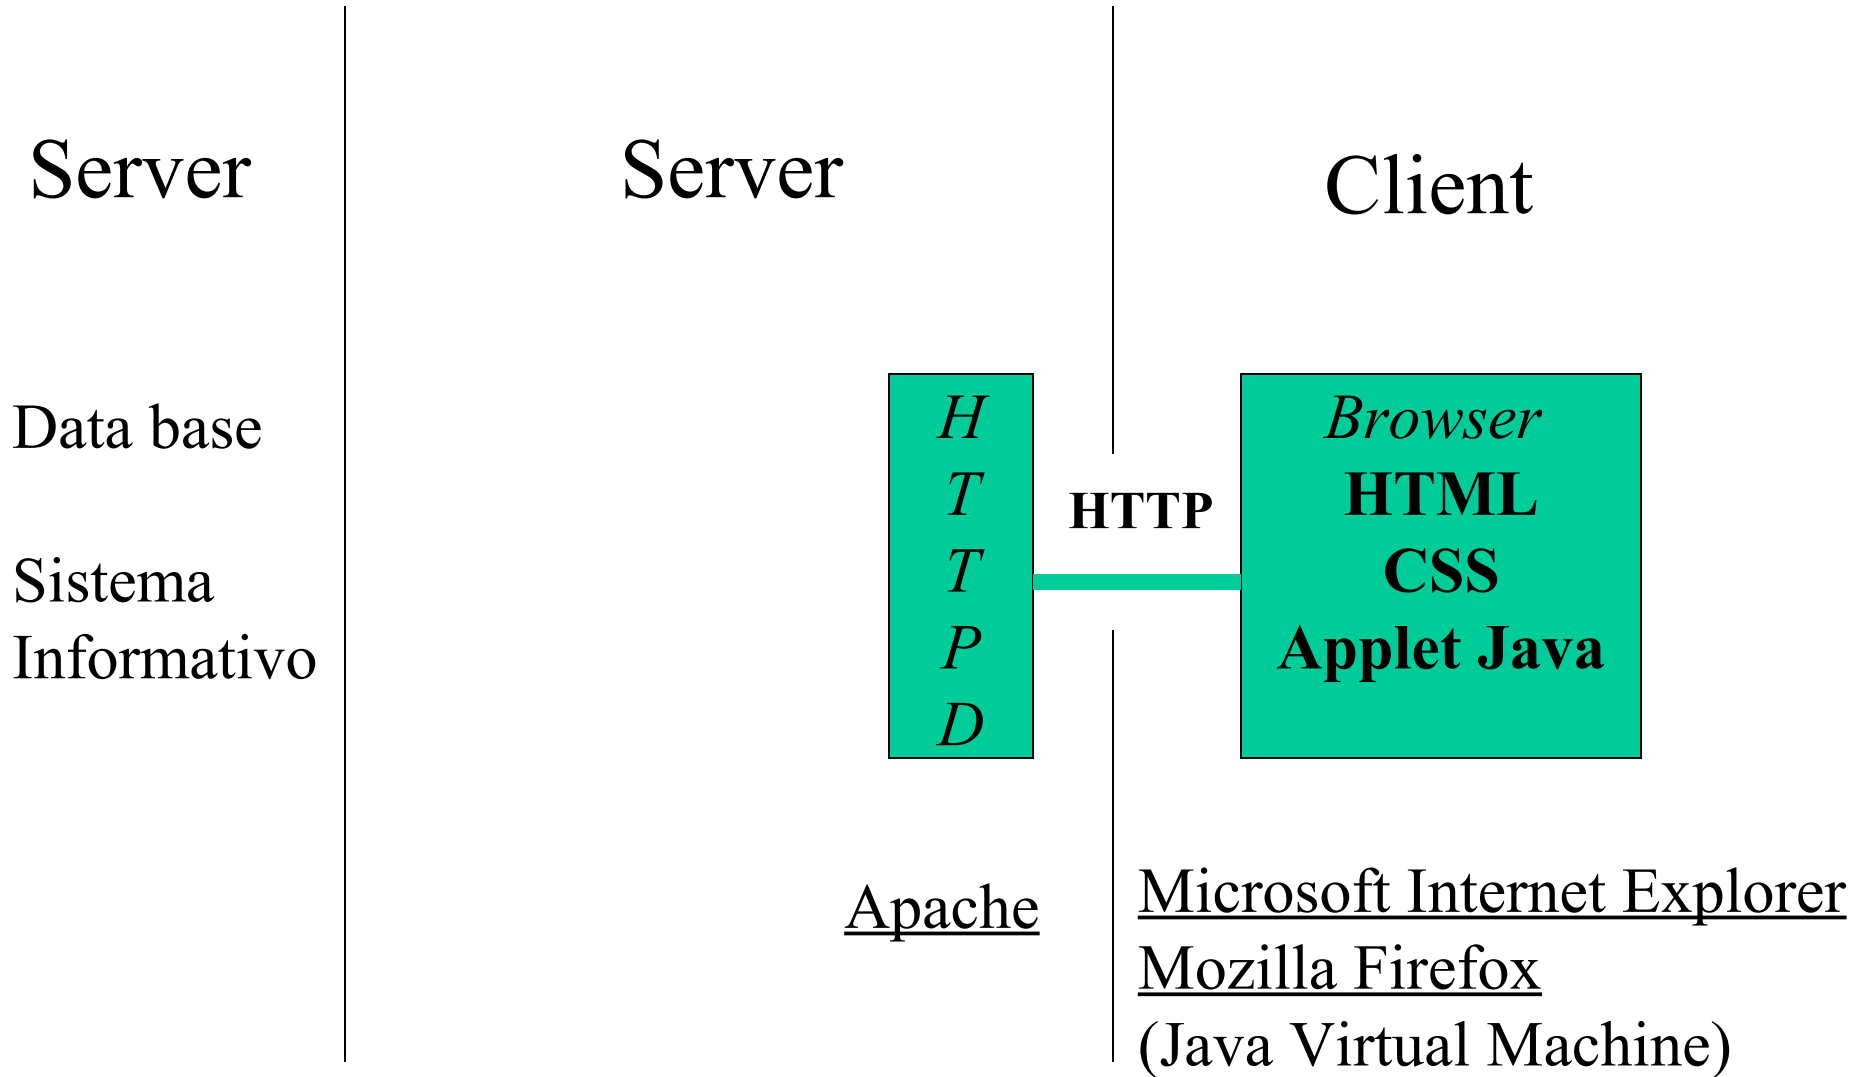 Server
Server
Client
Data base
Sistema
Informativo
H
T
T
P
D
HTTP
Browser
HTML
CSS
Applet Java
Apache
Microsoft Internet Explorer
Mozilla Firefox
(Java Virtual Machine)